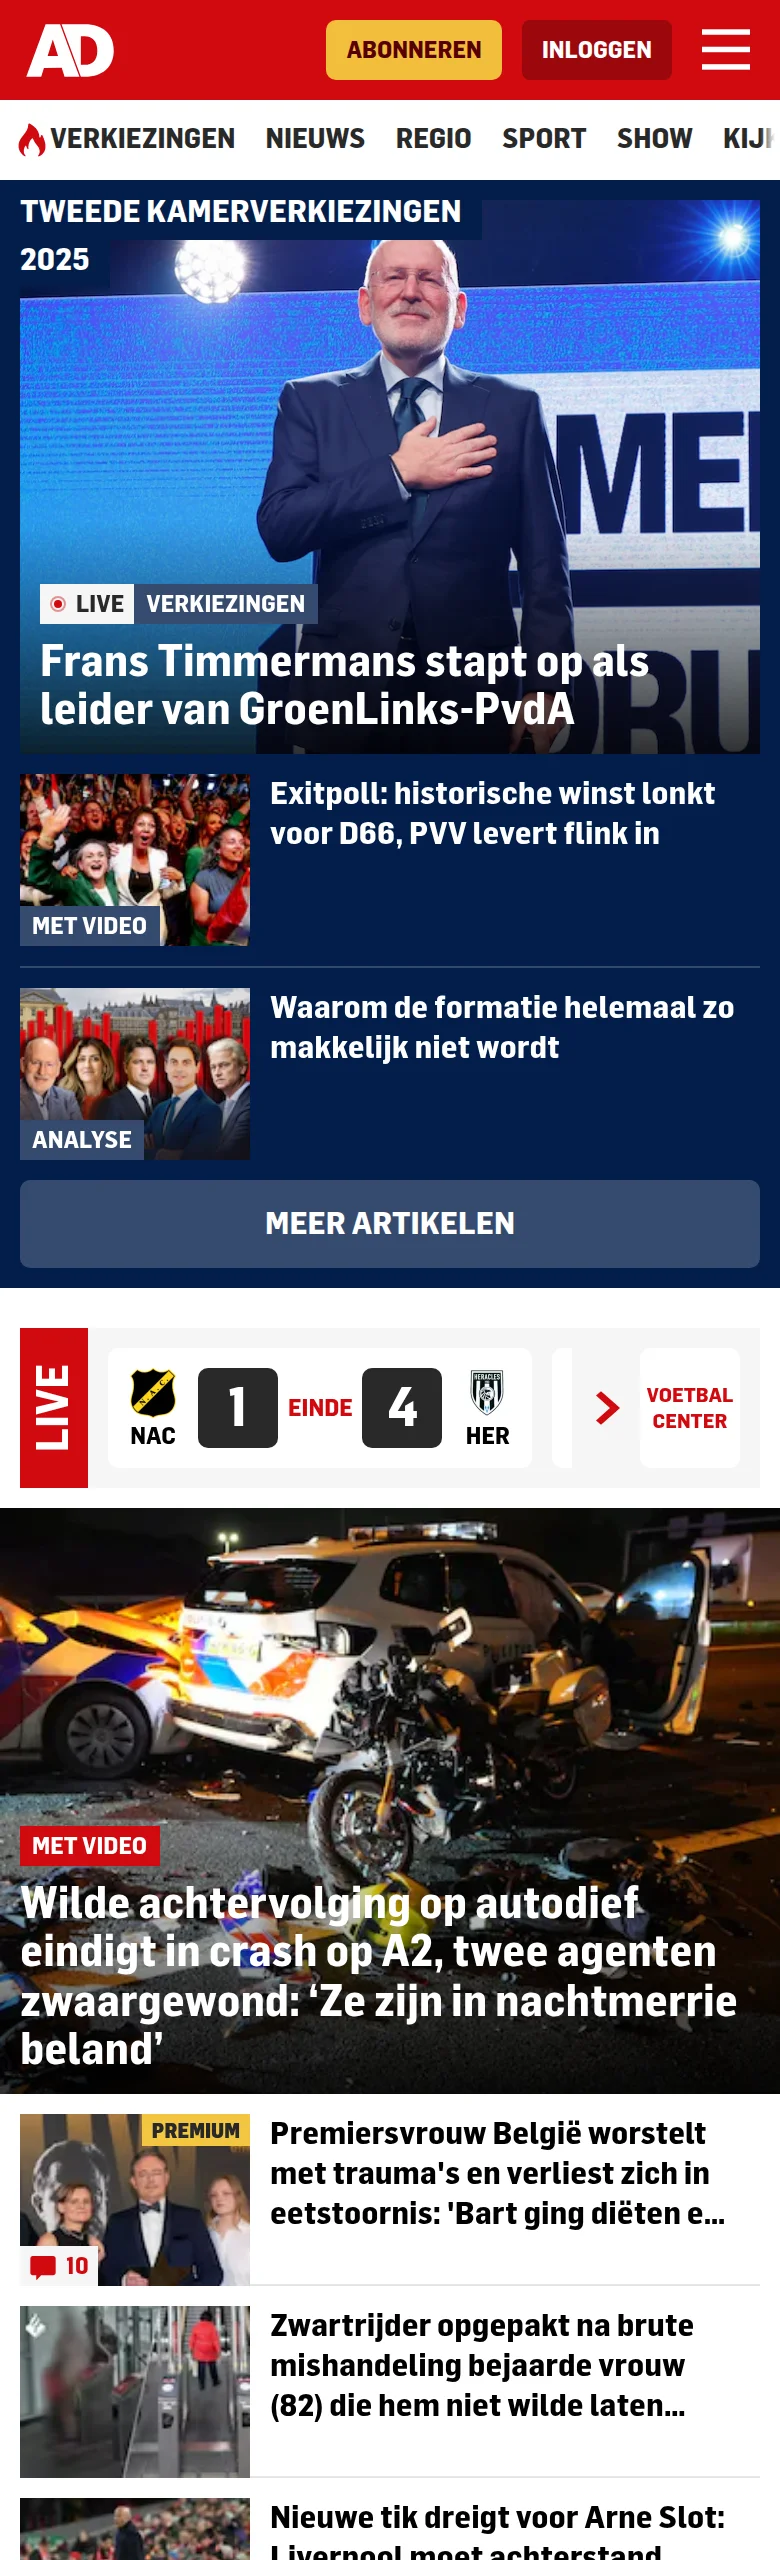 AD
ABONNEREN
INLOGGEN
VERKIEZINGEN NIEUWS REGIO SPORT SHOW
TWEEDE KAMERVERKIEZINGEN
2025
LIVE VERKIEZINGEN
Frans Timmermans stapt op als
leider van GroenLinks-PvdA
Exitpoll: historische winst lonkt
voor D66, PVV levert flink in
MET VIDEO
Waarom de formatie helemaal zo
makkelijk niet wordt
ANALYSE
MEER ARTIKELEN
LIVE
NAC
1
EINDE
4
HERACLES
HER
VOETBAL
CENTER
MET VIDEO
Wilde achtervolging op autodief
eindigt in crash op A2, twee agenten
zwaargewond: ‘Ze zijn in nachtmerrie
beland’
PREMIUM
10
Premiersvrouw België worstelt
met trauma's en verliest zich in
eetstoornis: 'Bart ging diëten e...
Zwartrijder opgepakt na brute
mishandeling bejaarde vrouw
(82) die hem niet wilde laten...
Nieuwe tik dreigt voor Arne Slot:
Liverpool moet achterstand